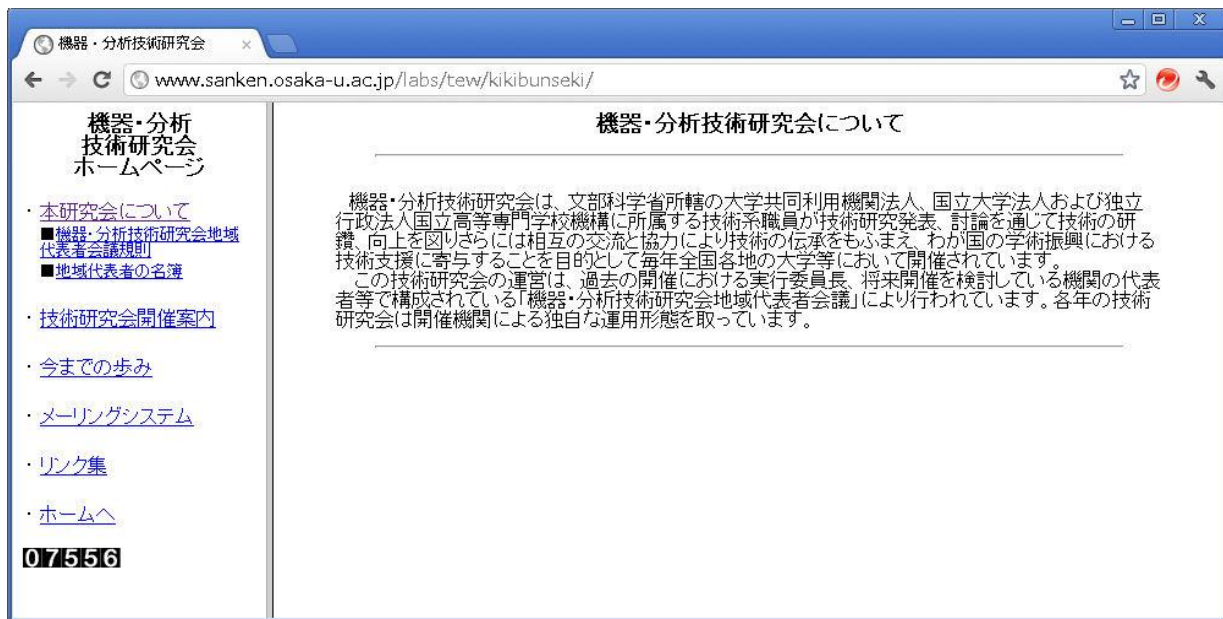 機器・分析技術研究会
www.sanken.osaka-u.ac.jp/labs/tew/kikibunseki/
機器・分析
技術研究会
ホームページ
・本研究会について
■機器・分析技術研究会地域
代表者会議規則
■地域代表者の名簿
・技術研究会開催案内
・今までの歩み
・メーリングシステム
・リンク集
・ホームへ
07556
機器・分析技術研究会について
機器・分析技術研究会は、文部科学省所轄の大学共同利用機関法人、国立大学法人および独立
行政法人国立高等専門学校機構に所属する技術系職員が技術研究発表、討論を通じて技術の研
鑽、向上を図りさらには相互の交流と協力により技術の伝承をもふまえ、わが国の学術振興における
技術支援に寄与することを目的として毎年全国各地の大学等において開催されています。
この技術研究会の運営は、過去の開催における実行委員長、将来開催を検討している機関の代表
者等で構成されている「機器・分析技術研究会地域代表者会議」により行われています。各年の技術
研究会は開催機関による独自な運用形態を取っています。